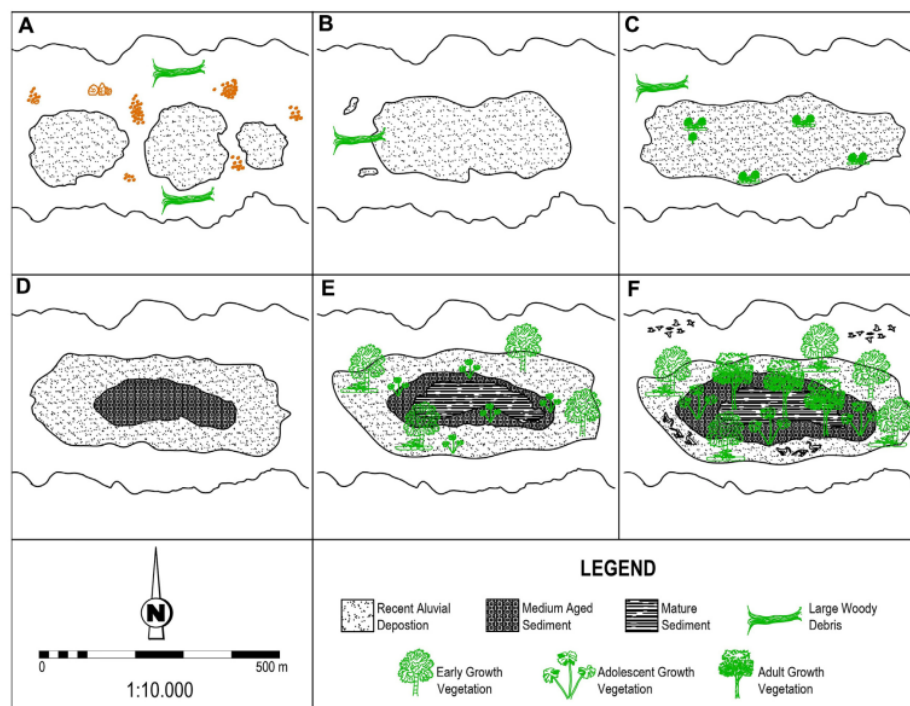 A
B
C
D
E
F
N
0
500 m
1:10.000
LEGEND
Recent Aluvial
Depostion
Medium Aged
Sediment
Mature
Sediment
Large Woody
Debris
Early Growth
Vegetation
Adolescent Growth
Vegetation
Adult Growth
Vegetation